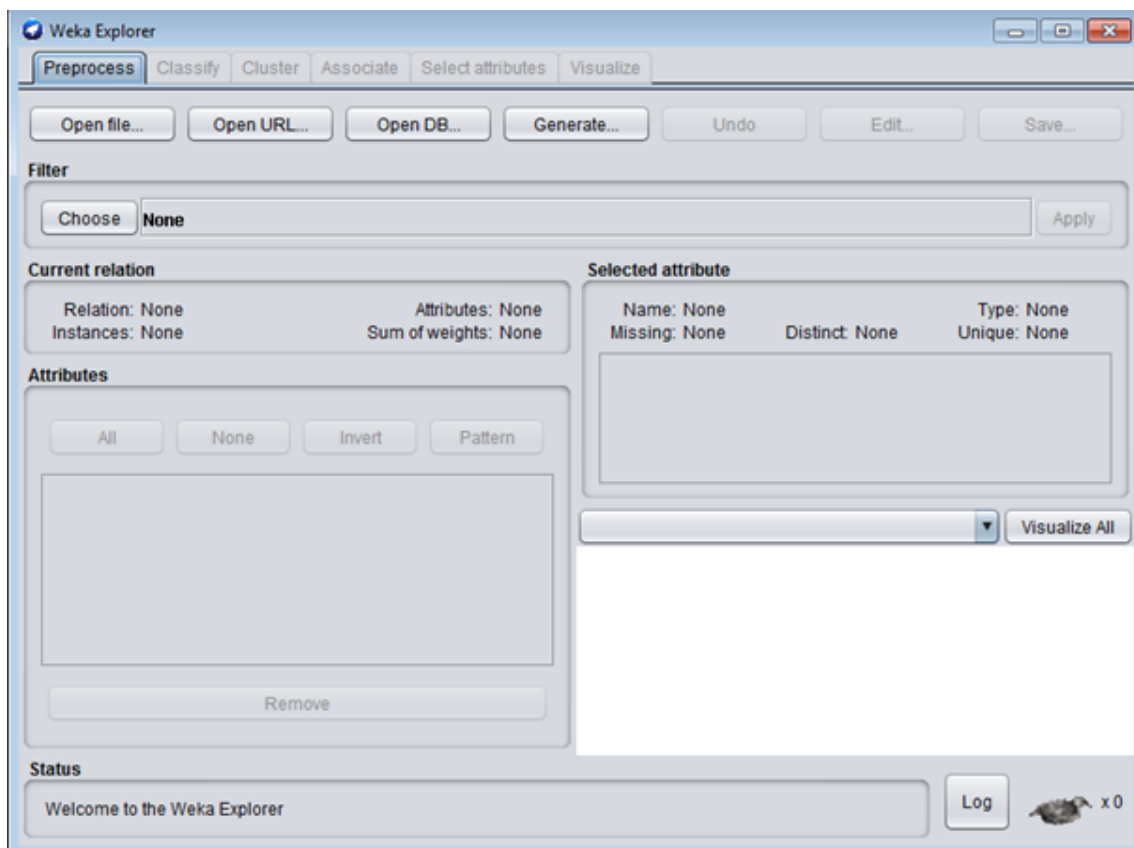 Weka Explorer
Preprocess Classify Cluster Associate Select attributes Visualize
Open file... Open URL... Open DB... Generate... Undo Edit... Save...
Filter
Choose None Apply
Current relation
Relation: None Attributes: None
Instances: None Sum of weights: None
Selected attribute
Name: None Type: None
Missing: None Distinct: None Unique: None
Attributes
All None Invert Pattern
Remove
Visualize All
Status
Welcome to the Weka Explorer
Log x 0